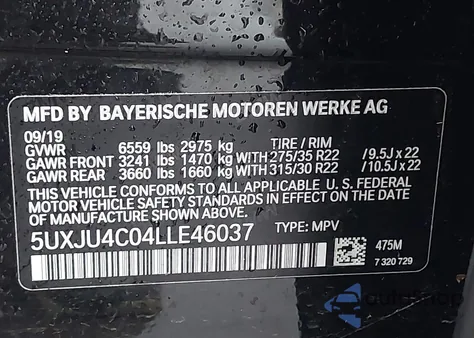 MFD BY BAYERISCHE MOTOREN WERKE AG
09/19
GVWR 6559 lbs 2975 kg TIRE / RIM
GAWR FRONT 3241 lbs 1470 kg WITH 275/35 R22 /9.5J x 22
GAWR REAR 3660 lbs 1660 kg WITH 315/30 R22 /10.5J x 22
THIS VEHICLE CONFORMS TO ALL APPLICABLE U. S. FEDERAL
MOTOR VEHICLE SAFETY STANDARDS
IN EFFECT ON THE DATE OF MANUFACTURE SHOWN ABOVE.
5UXJU4C04LLE46037 TYPE: MPV
475M
7 320 729
AutoShop